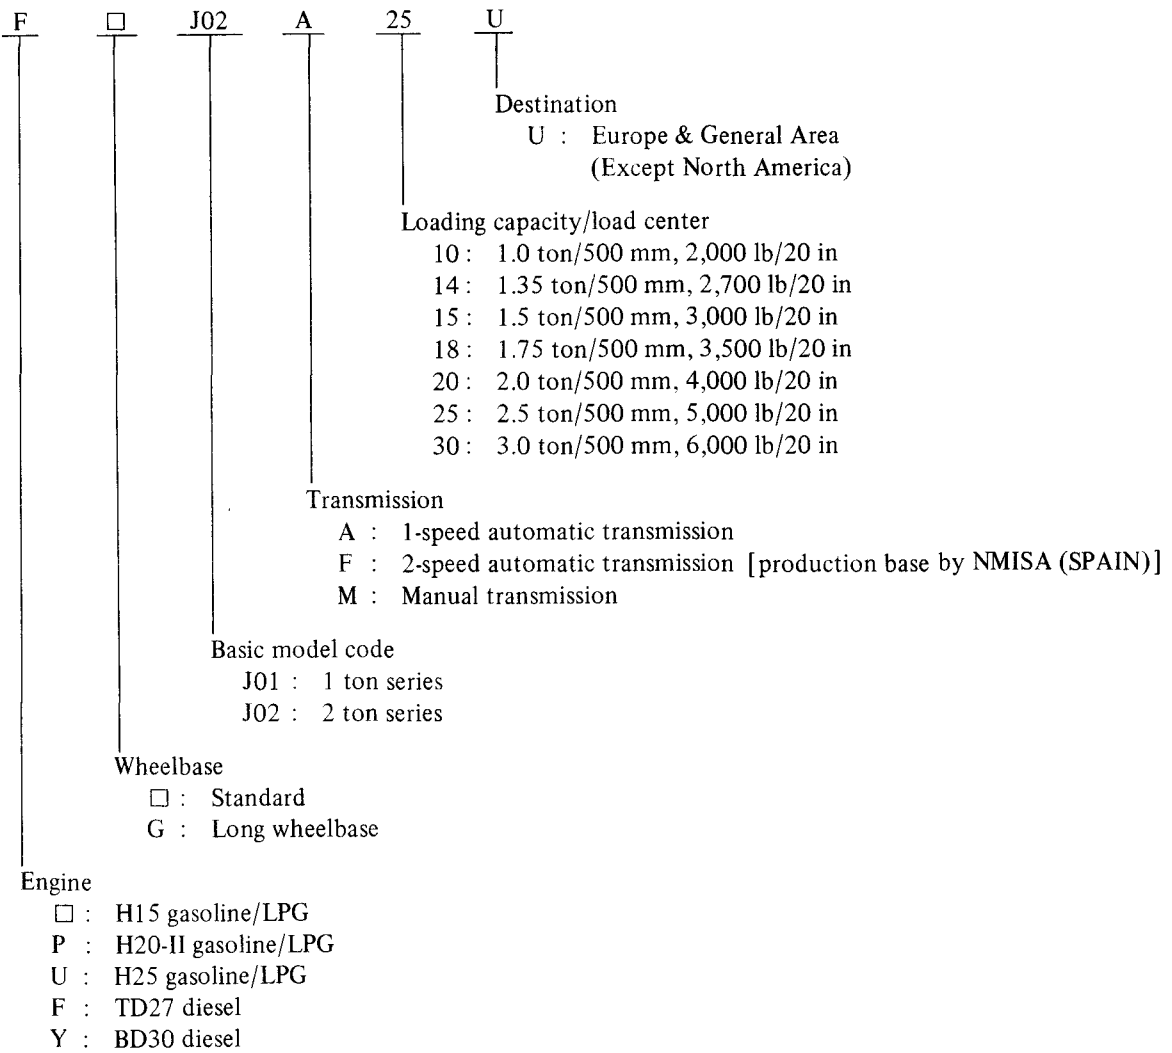 F □ J02 A 25 U
Destination
U : Europe & General Area
(Except North America)
Loading capacity/load center
10 : 1.0 ton/500 mm, 2,000 lb/20 in
14 : 1.35 ton/500 mm, 2,700 lb/20 in
15 : 1.5 ton/500 mm, 3,000 lb/20 in
18 : 1.75 ton/500 mm, 3,500 lb/20 in
20 : 2.0 ton/500 mm, 4,000 lb/20 in
25 : 2.5 ton/500 mm, 5,000 lb/20 in
30 : 3.0 ton/500 mm, 6,000 lb/20 in
Transmission
A : 1-speed automatic transmission
F : 2-speed automatic transmission [production base by NMISA (SPAIN)]
M : Manual transmission
Basic model code
J01 : 1 ton series
J02 : 2 ton series
Wheelbase
□ : Standard
G : Long wheelbase
Engine
□ : H15 gasoline/LPG
P : H20-II gasoline/LPG
U : H25 gasoline/LPG
F : TD27 diesel
Y : BD30 diesel